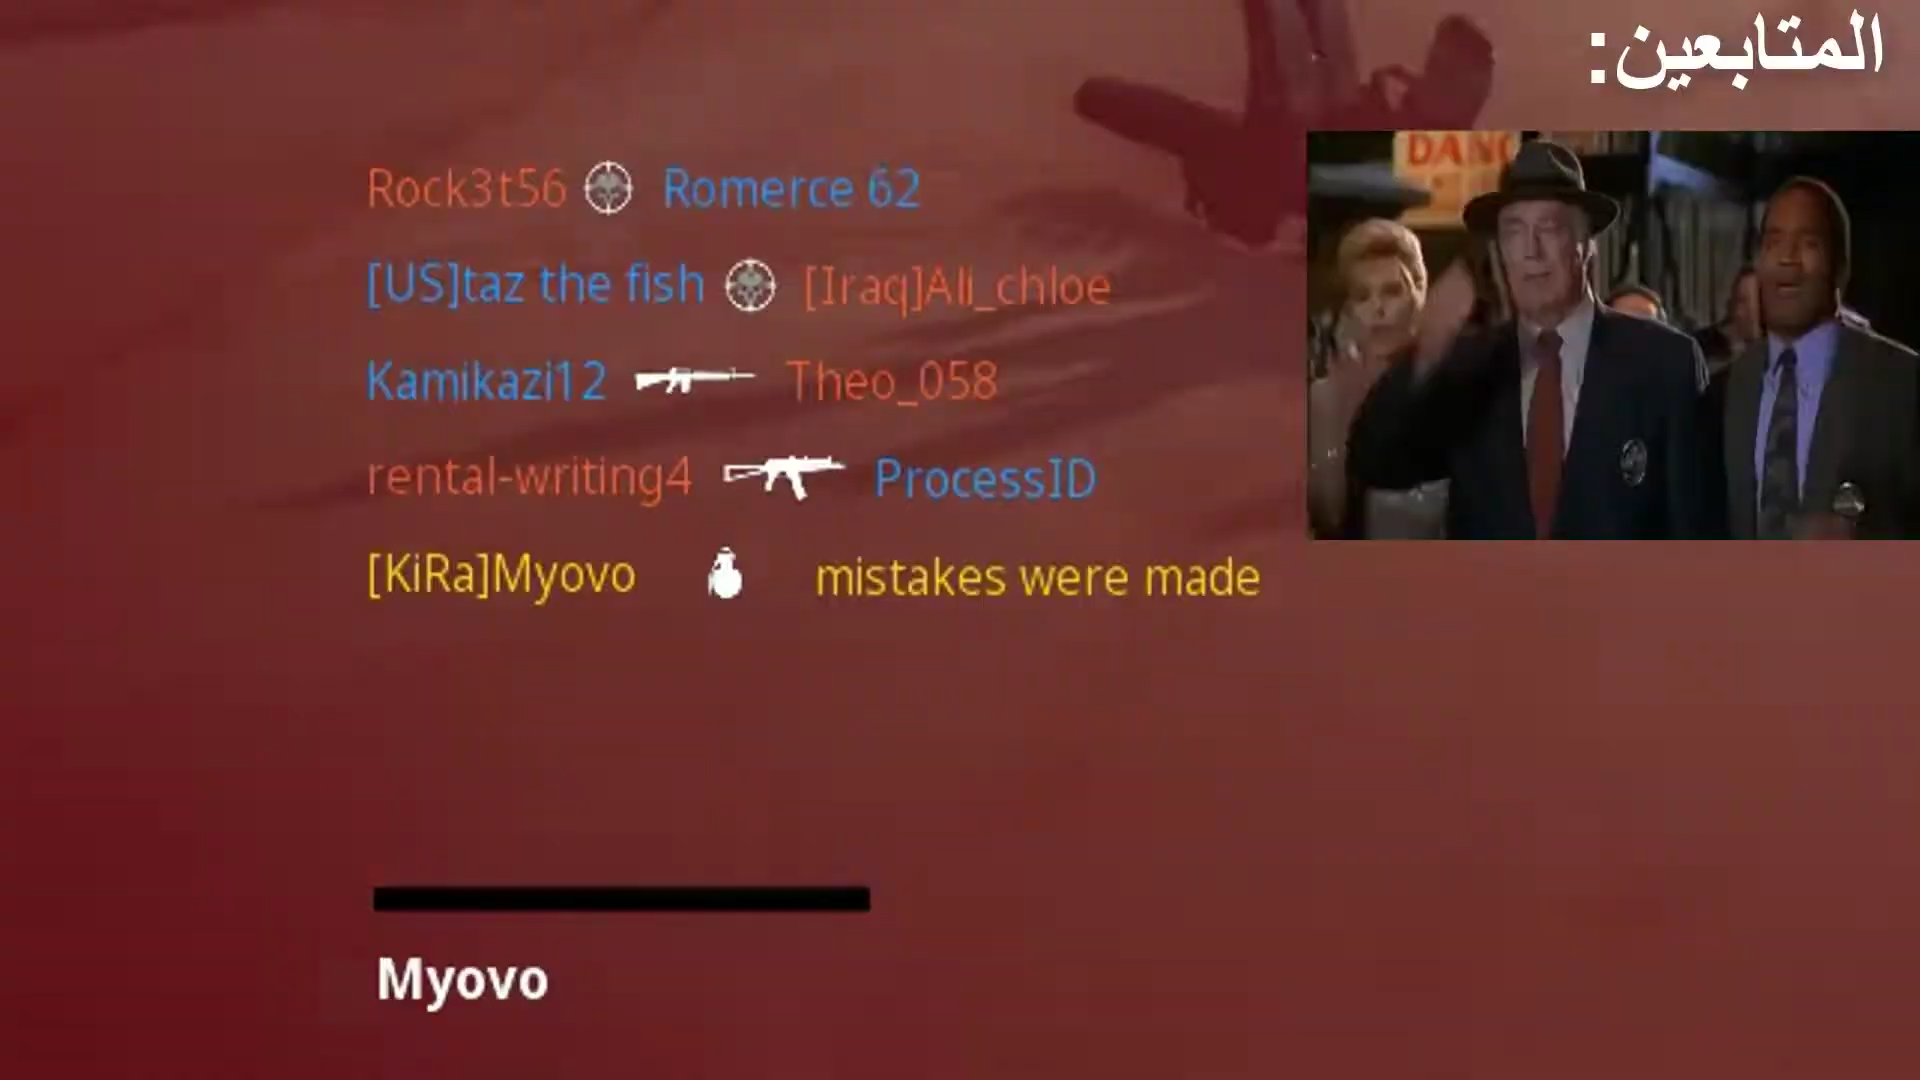 المتابعين:
DANG
Rock3t56 Romerce 62
[US]taz the fish [Iraq]Ali_chloe
Kamikazi12 Theo_058
rental-writing4 ProcessID
[KiRa]Myovo mistakes were made
Myovo